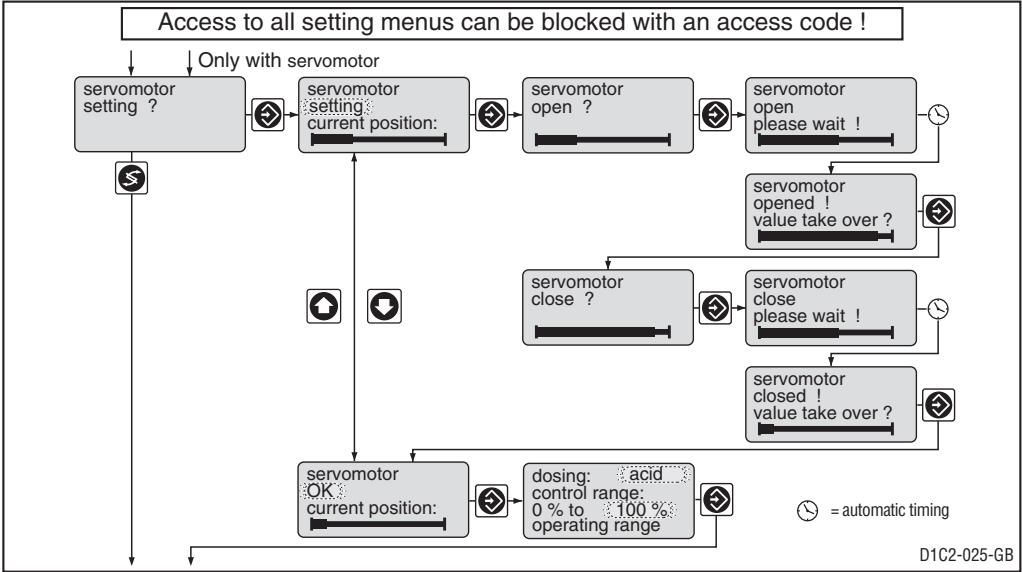 Access to all setting menus can be blocked with an access code !
Only with servomotor
servomotor
setting ?
servomotor
setting
current position:
servomotor
open ?
servomotor
open
please wait !
servomotor
opened !
value take over ?
servomotor
close ?
servomotor
close
please wait !
servomotor
closed !
value take over ?
servomotor
OK
current position:
dosing: acid
control range:
0 % to 100 %
operating range
= automatic timing
D1C2-025-GB